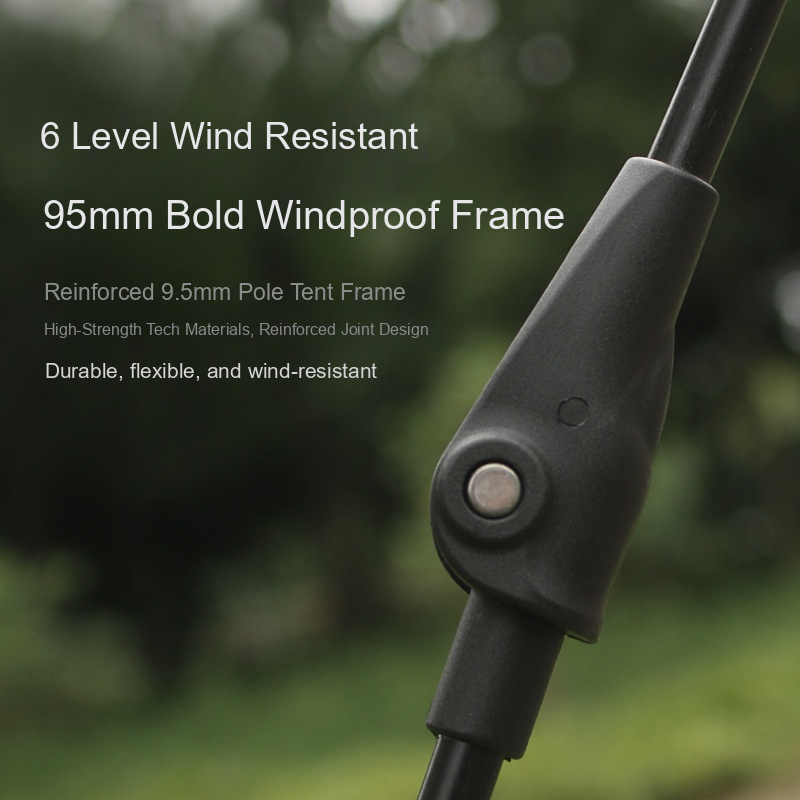 6 Level Wind Resistant
95mm Bold Windproof Frame
Reinforced 9.5mm Pole Tent Frame
High-Strength Tech Materials, Reinforced Joint Design
Durable, flexible, and wind-resistant